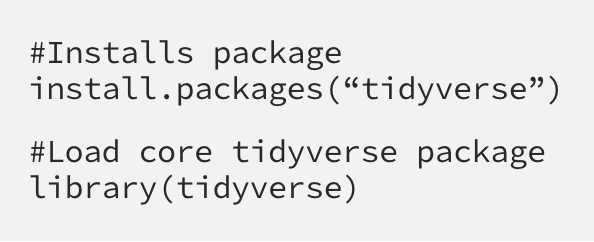 #Installs package
install.packages(“tidyverse”)
#Load core tidyverse package
library(tidyverse)